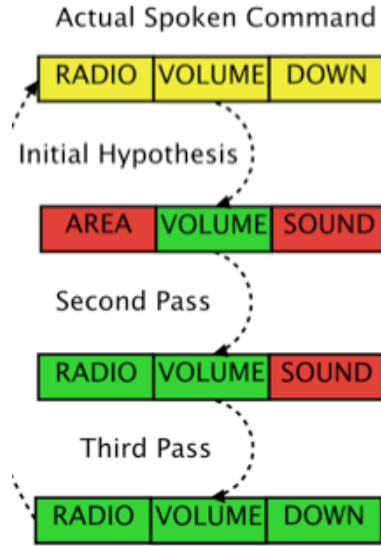 Actual Spoken Command
RADIO VOLUME DOWN
Initial Hypothesis
AREA VOLUME SOUND
Second Pass
RADIO VOLUME SOUND
Third Pass
RADIO VOLUME DOWN